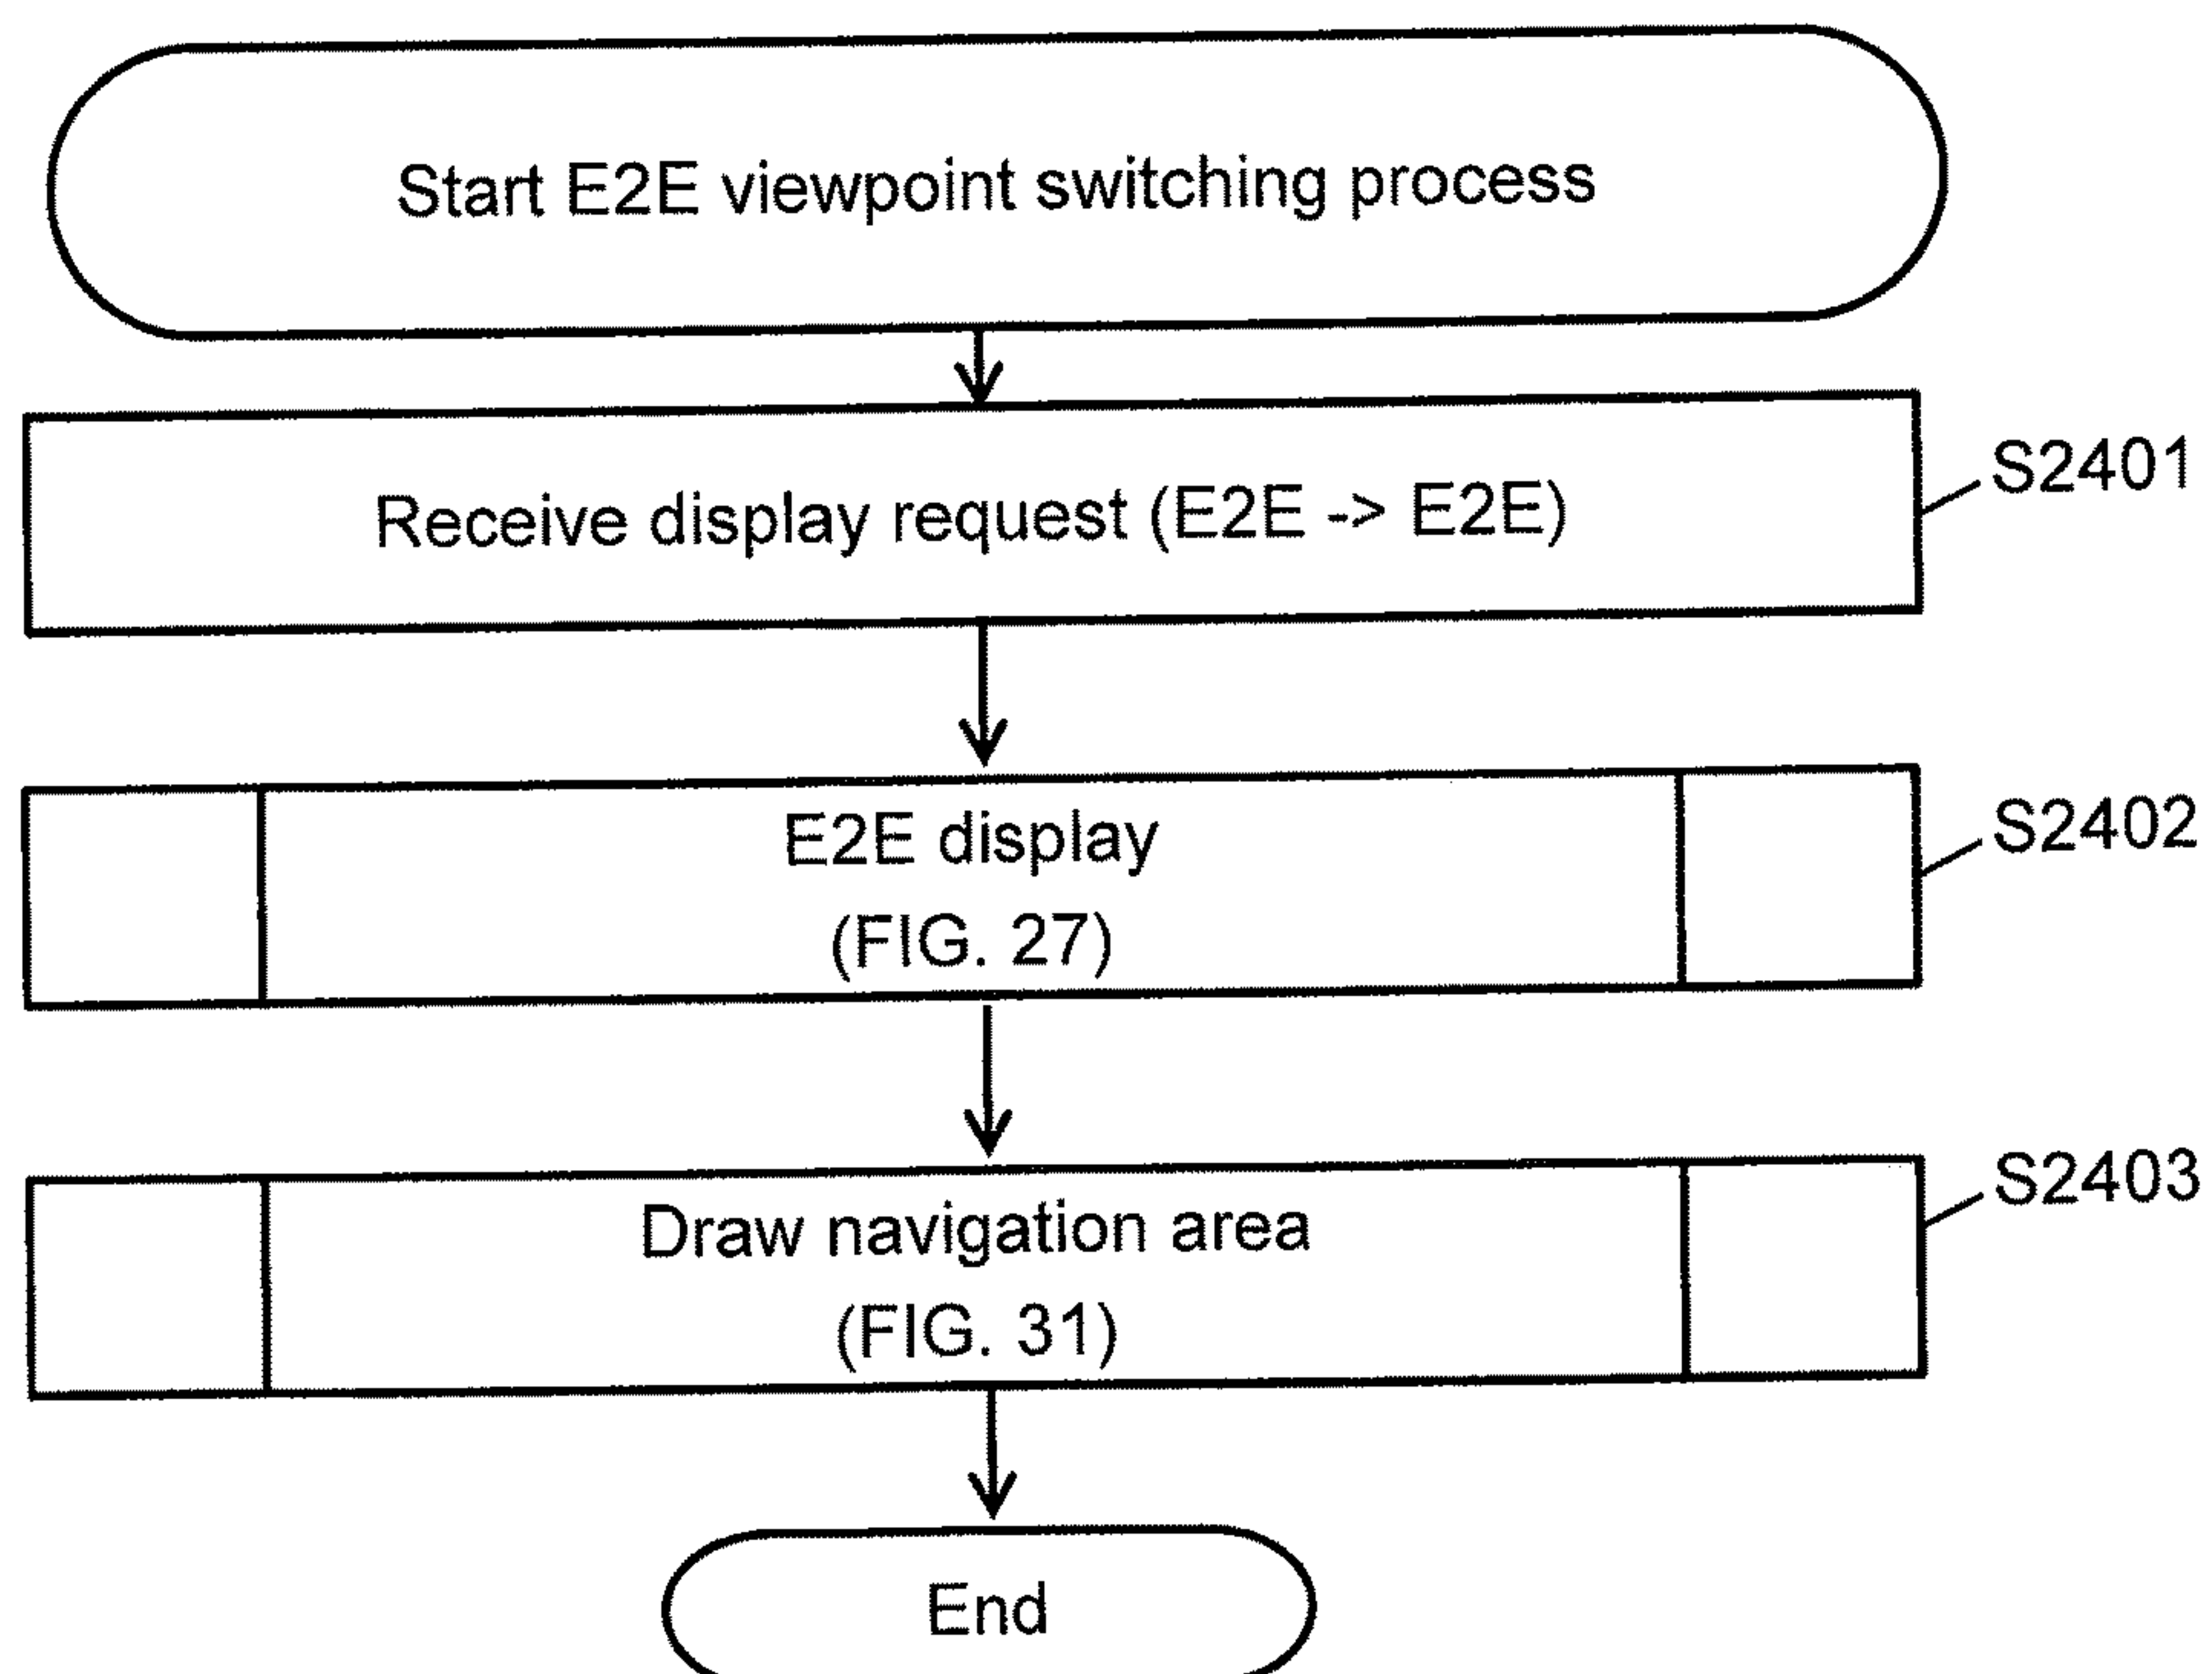 Start E2E viewpoint switching process
Receive display request (E2E -> E2E)
S2401
E2E display
(FIG. 27)
S2402
Draw navigation area
(FIG. 31)
S2403
End